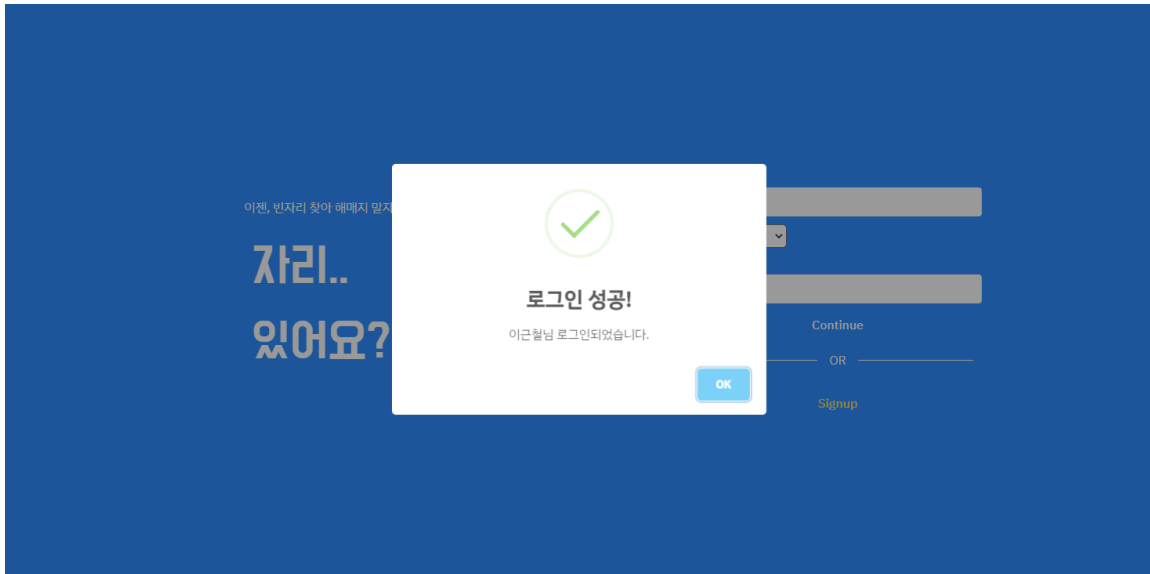 이젠, 빈자리 찾아 해매지 말자
자리..
있어요?
로그인 성공!
이근철님 로그인되었습니다.
OK
Continue
OR
Signup